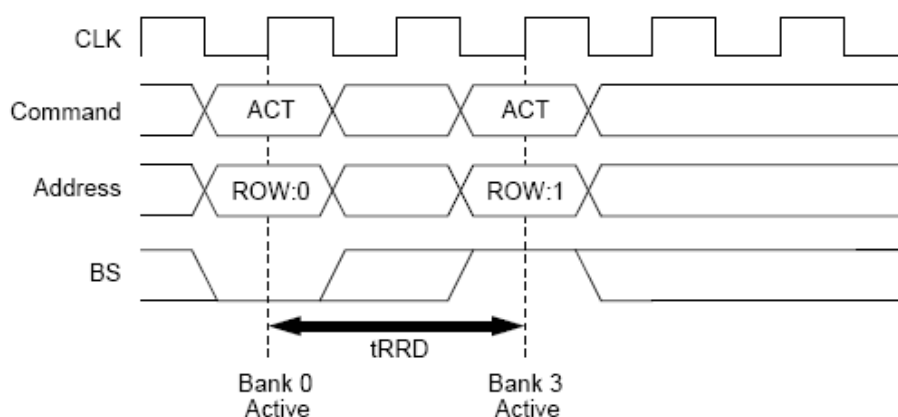 CLK
Command ACT ACT
Address ROW:0 ROW:1
BS
tRRD
Bank 0 Bank 3
Active Active